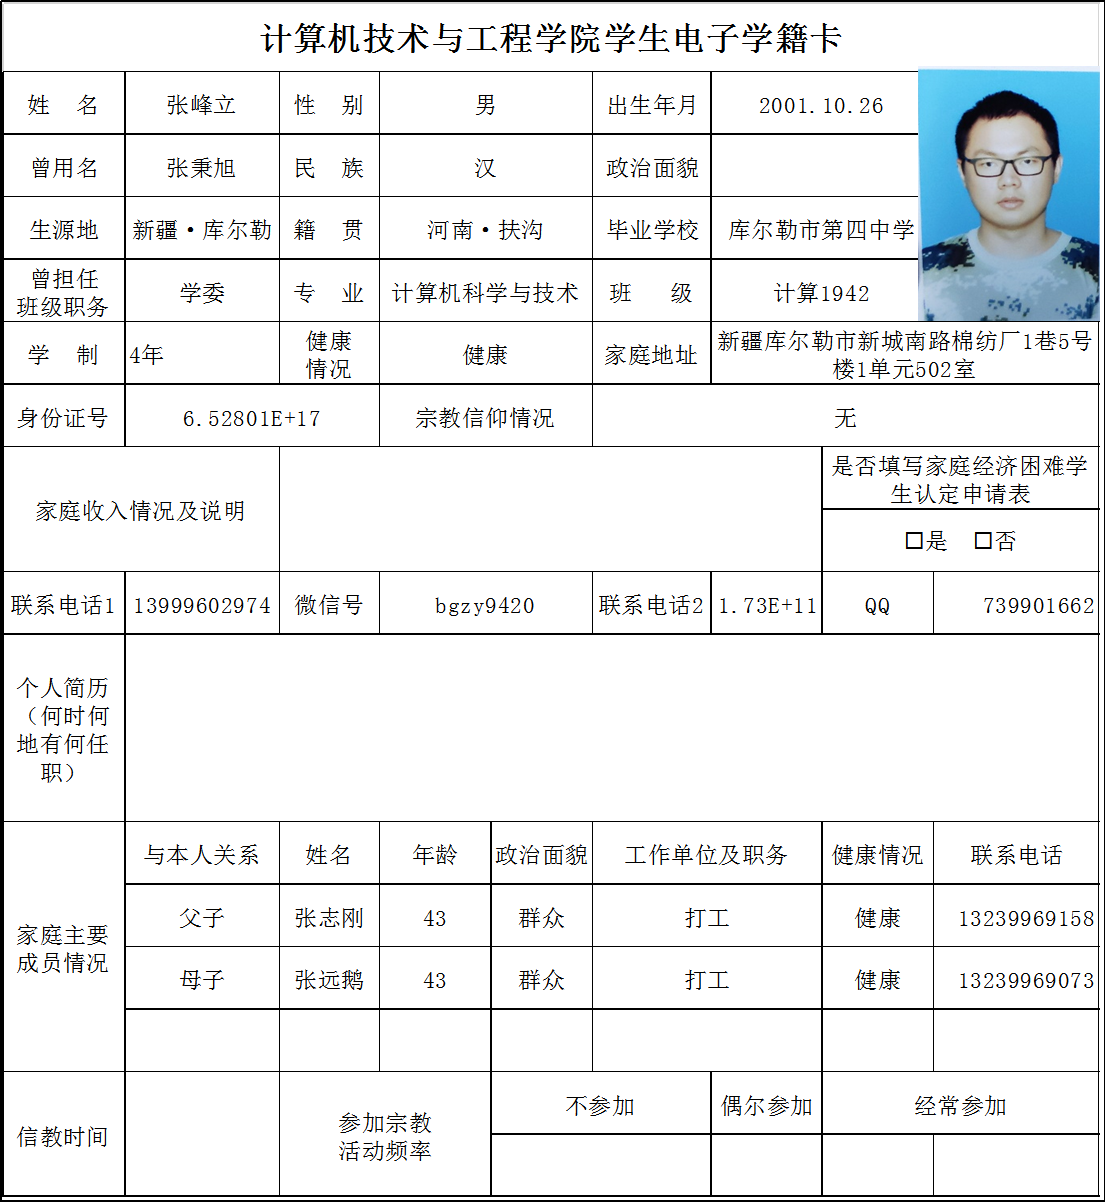 计算机技术与工程学院学生电子学籍卡
姓 名 张峰立 性 别 男 出生年月 2001.10.26
曾用名 张秉旭 民 族 汉 政治面貌
生源地 新疆·库尔勒 籍 贯 河南·扶沟 毕业学校 库尔勒市第四中学
曾担任
班级职务 学委 专 业 计算机科学与技术 班 级 计算1942
学 制 4年 健康
情况 健康 家庭地址 新疆库尔勒市新城南路棉纺厂1巷5号
楼1单元502室
身份证号 6.52801E+17 宗教信仰情况 无
家庭收入情况及说明 是否填写家庭经济困难学
生认定申请表
□是 □否
联系电话1 13999602974 微信号 bgzy9420 联系电话2 1.73E+11 QQ 739901662
个人简历
（何时何
地有何任
职）
家庭主要
成员情况
与本人关系 姓名 年龄 政治面貌 工作单位及职务 健康情况 联系电话
父子 张志刚 43 群众 打工 健康 13239969158
母子 张远鹅 43 群众 打工 健康 13239969073
信教时间 参加宗教
活动频率 不参加 偶尔参加 经常参加